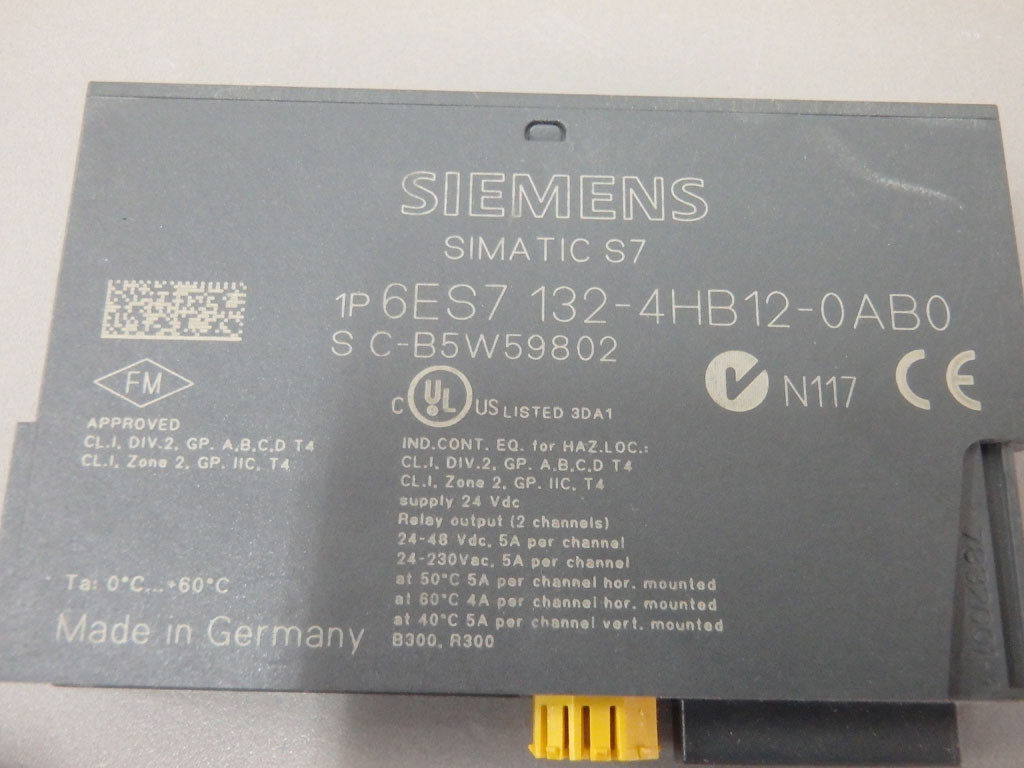 SIEMENS
SIMATIC S7
1P 6ES7 132-4HB12-0AB0
S C-B5W59802
FM
APPROVED
CL.I, DIV.2, GP. A,B,C,D T4
CL.I, Zone 2, GP. IIC, T4
C UL US LISTED 3DA1
N117 CE
IND.CONT. EQ. for HAZ.LOC.:
CL.I, DIV.2, GP. A,B,C,D T4
CL.I, Zone 2, GP. IIC, T4
supply 24 Vdc
Relay output (2 channels)
24-48 Vdc, 5A per channel
24-230Vac, 5A per channel
at 50°C 5A per channel hor. mounted
at 60°C 4A per channel hor. mounted
at 40°C 5A per channel vert. mounted
B300, R300
Ta: 0°C...+60°C
Made in Germany